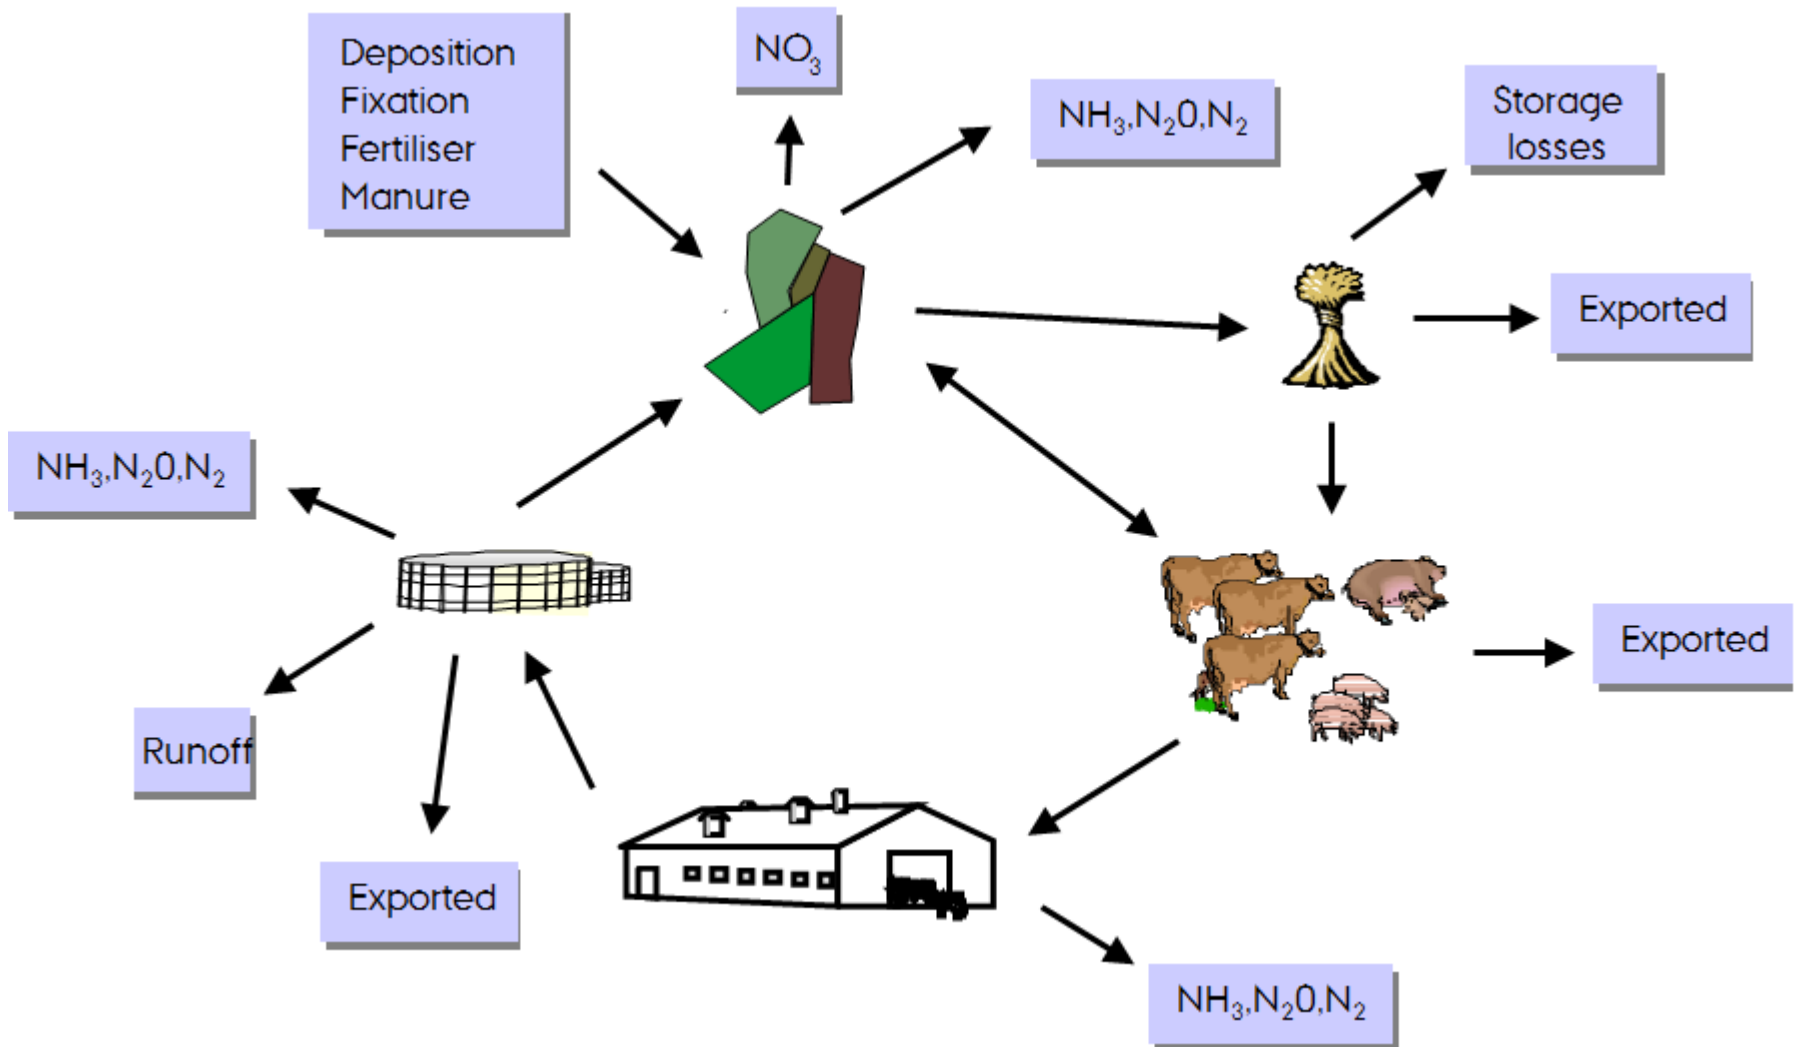 Deposition
Fixation
Fertiliser
Manure
NO₃
NH₃,N₂0,N₂
Storage
losses
Exported
NH₃,N₂0,N₂
Exported
Runoff
Exported
NH₃,N₂0,N₂